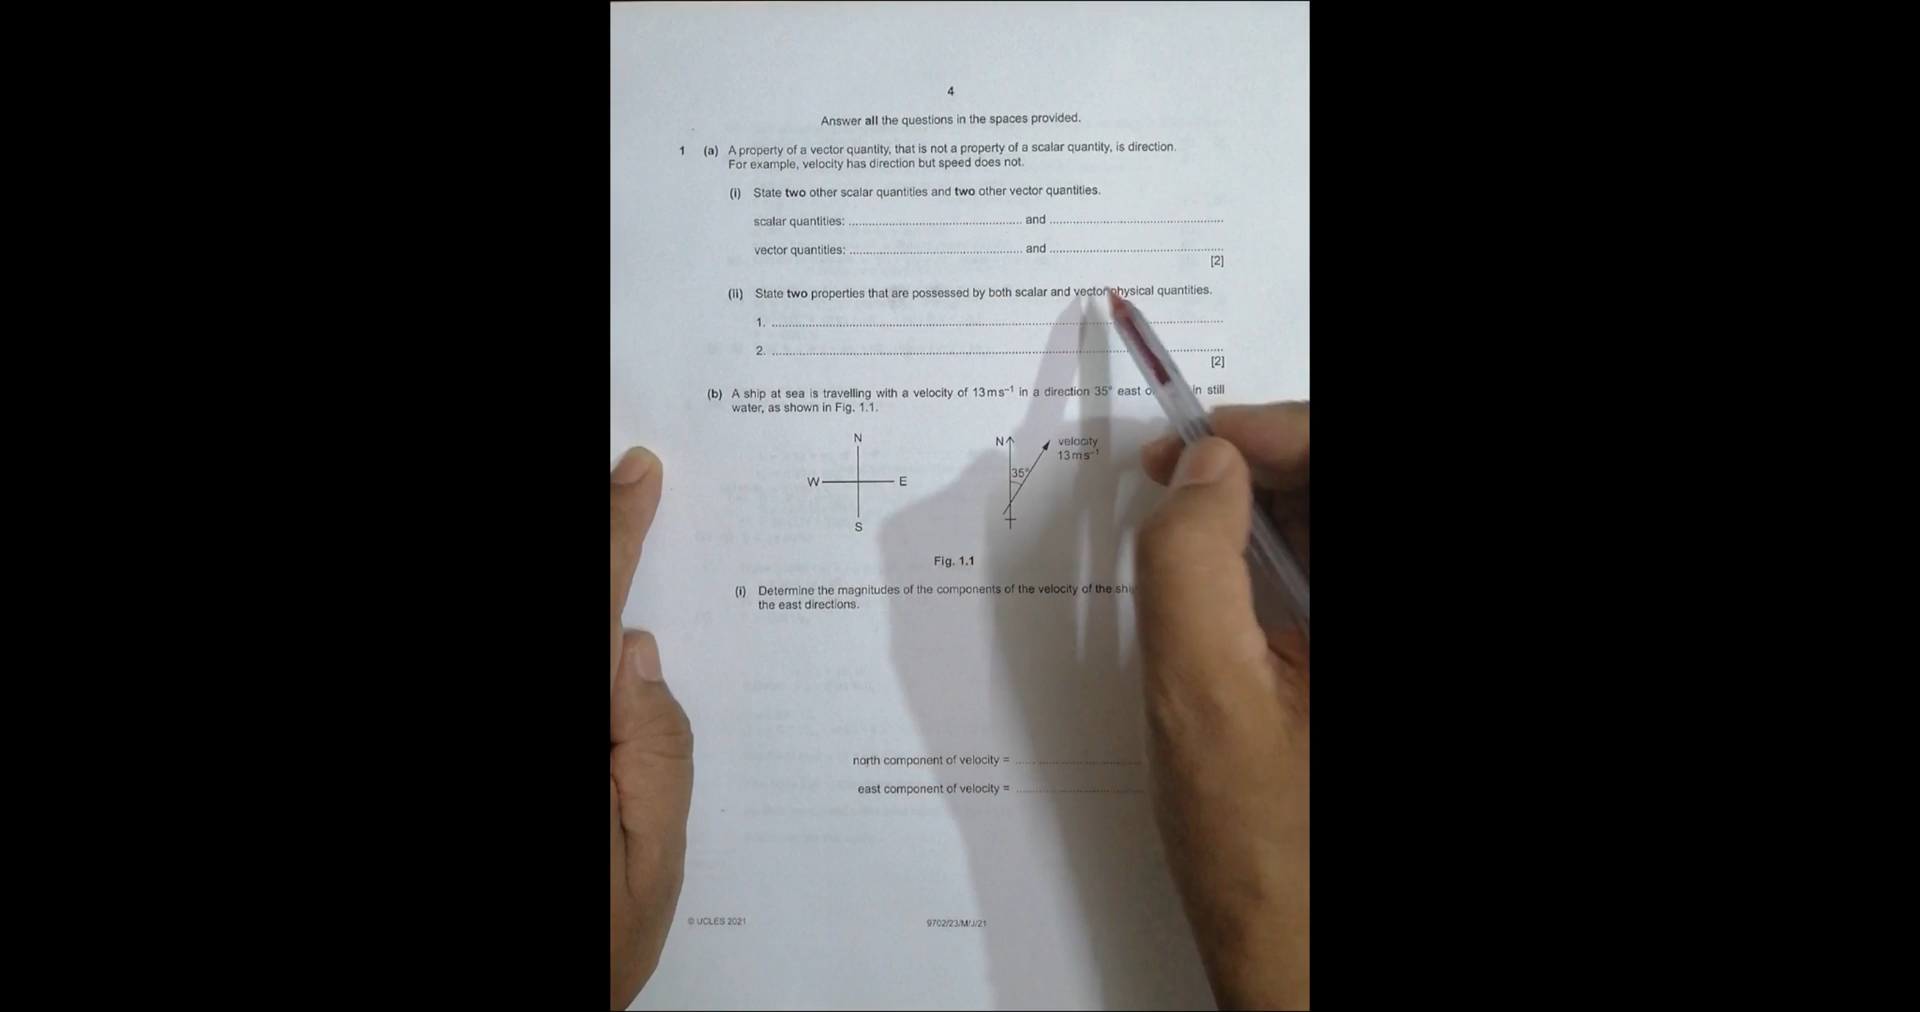 4
Answer all the questions in the spaces provided.
1 (a) A property of a vector quantity, that is not a property of a scalar quantity, is direction.
For example, velocity has direction but speed does not.
(i) State two other scalar quantities and two other vector quantities.
scalar quantities: ............................................ and ............................................
vector quantities: ............................................ and ............................................
[2]
(ii) State two properties that are possessed by both scalar and vector physical quantities.
1. ............................................
2. ............................................
[2]
(b) A ship at sea is travelling with a velocity of 13 m s⁻¹ in a direction 35° east in still
water, as shown in Fig. 1.1.
N
W E
S
N
35°
velocity
13 m s⁻¹
Fig. 1.1
(i) Determine the magnitudes of the components of the velocity of the
the east directions.
north component of velocity = ............................
east component of velocity = ............................
© UCLES 2021
9702/23/M/J/21